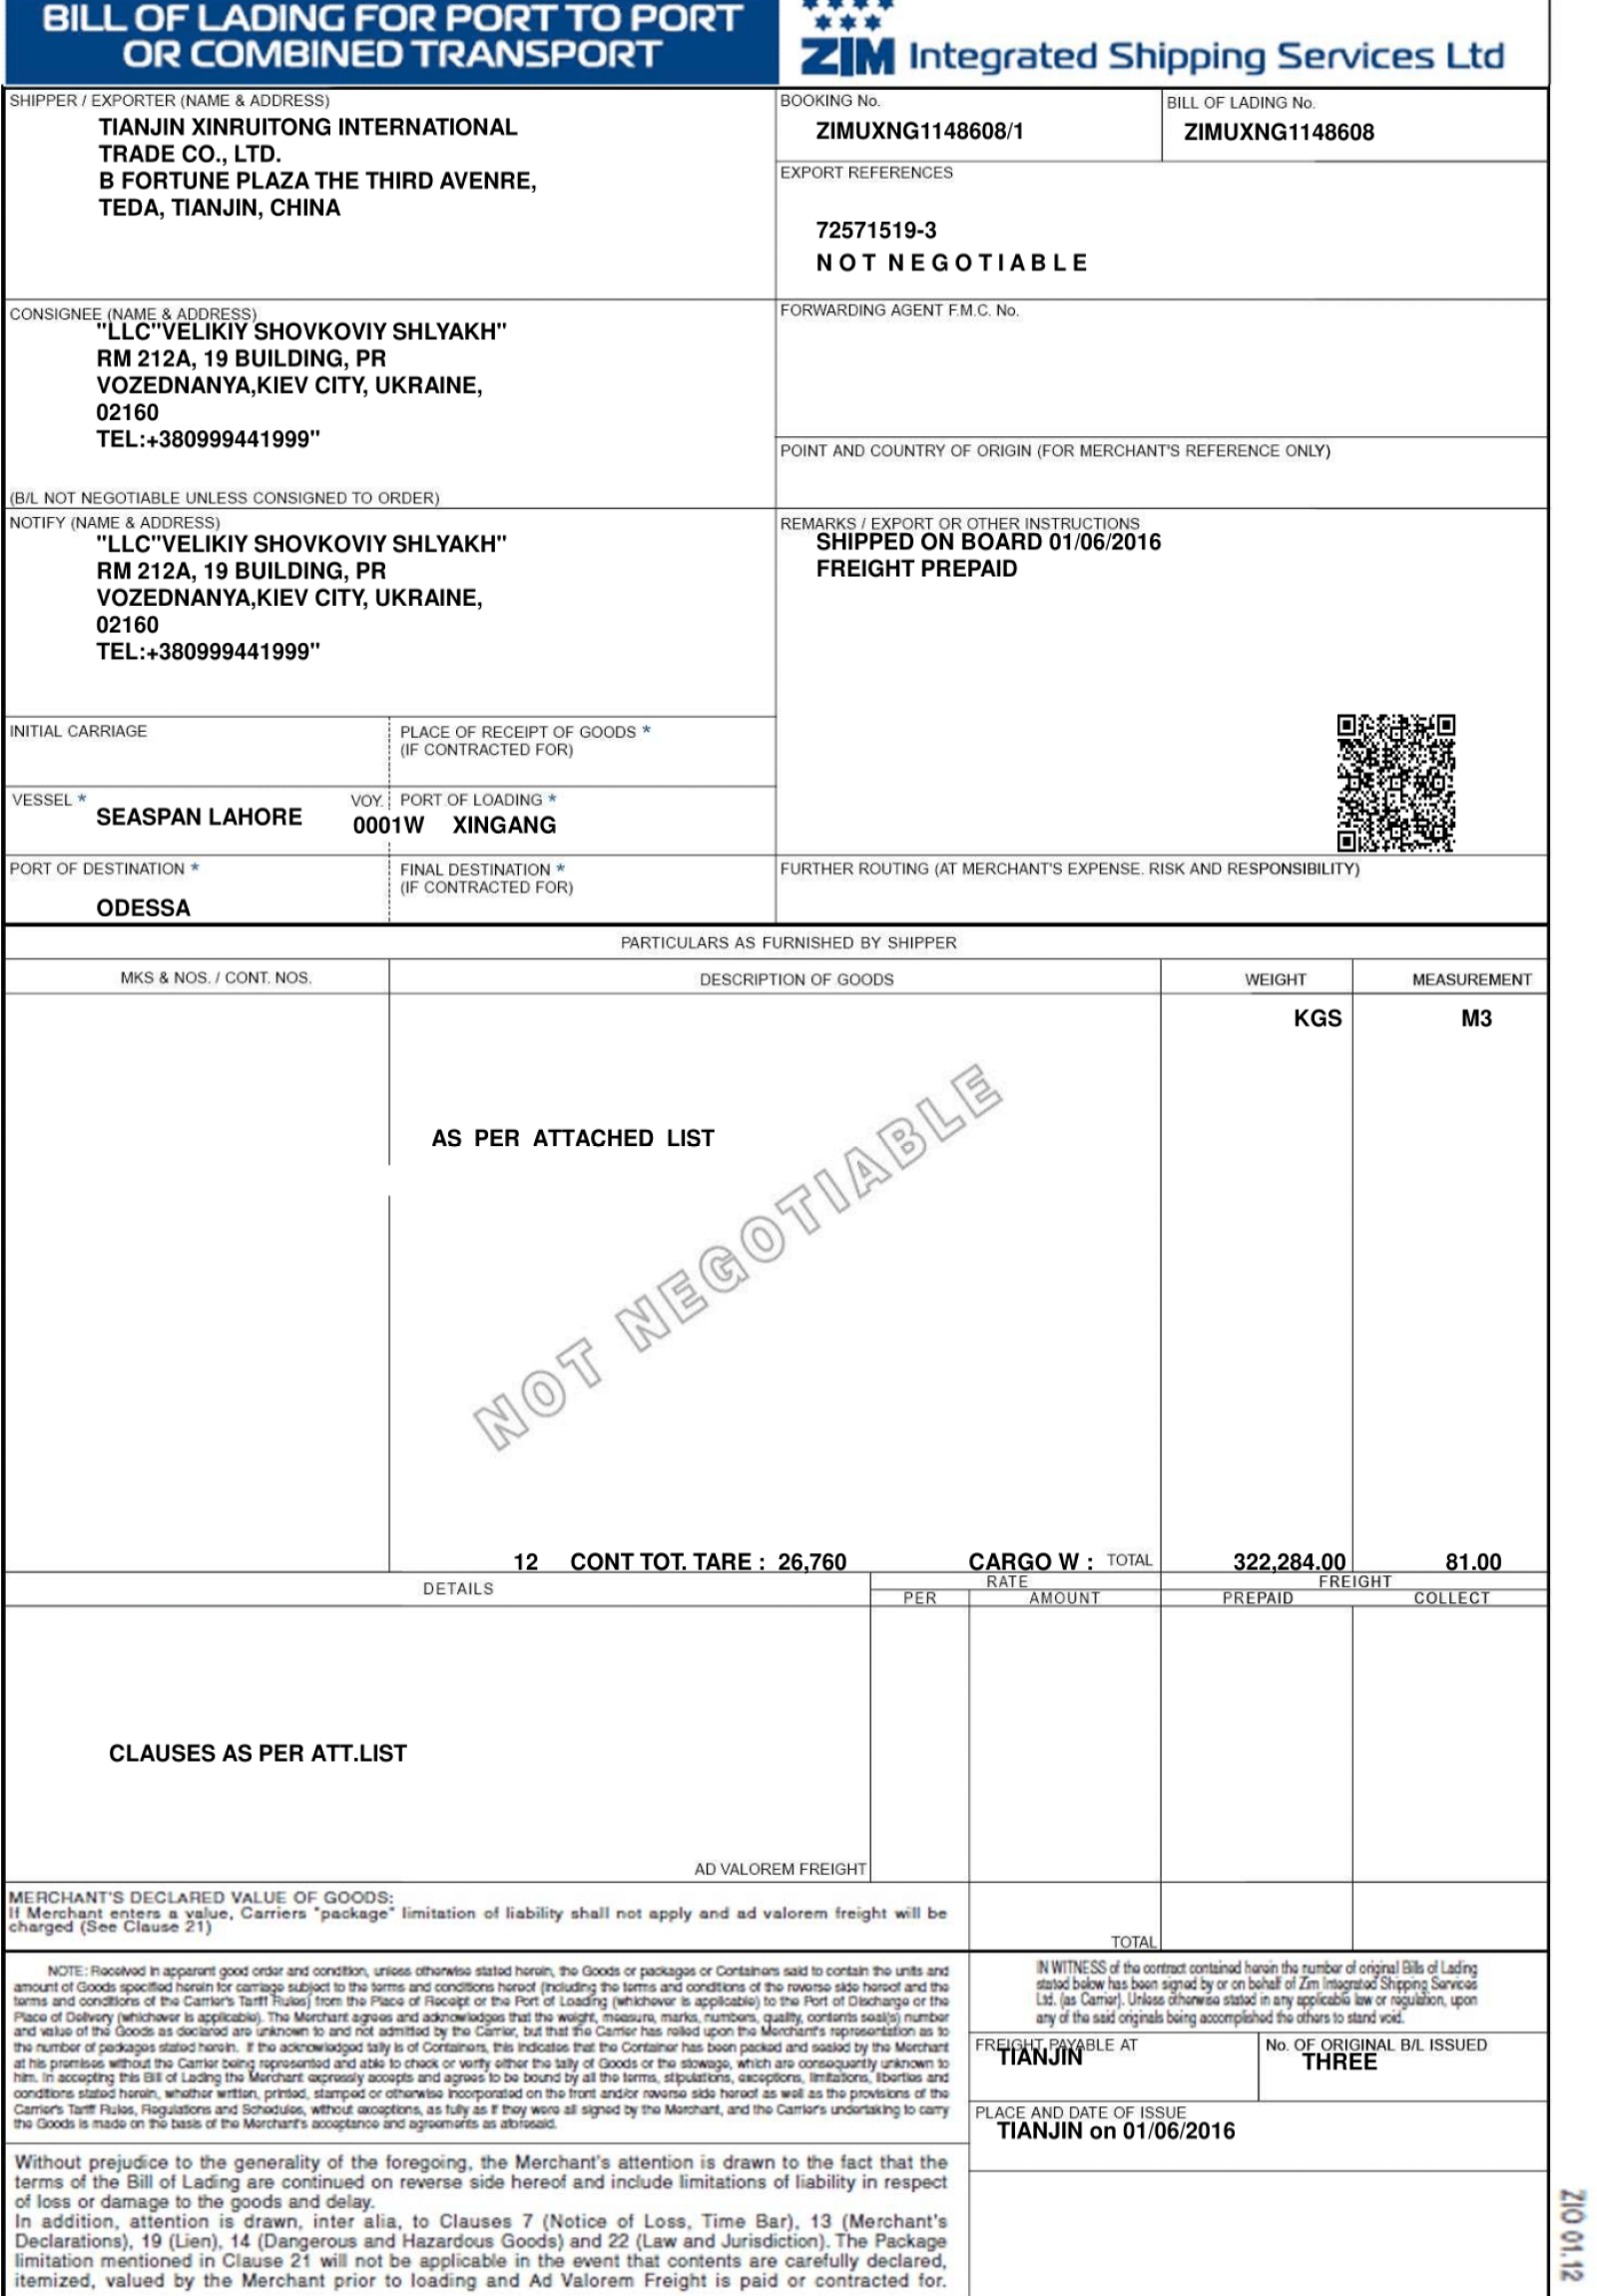 BILL OF LADING FOR PORT TO PORT
OR COMBINED TRANSPORT
ZIM Integrated Shipping Services Ltd
SHIPPER / EXPORTER (NAME & ADDRESS)
TIANJIN XINRUITONG INTERNATIONAL
TRADE CO., LTD.
B FORTUNE PLAZA THE THIRD AVENRE,
TEDA, TIANJIN, CHINA
BOOKING No.
ZIMUXNG1148608/1
BILL OF LADING No.
ZIMUXNG1148608
EXPORT REFERENCES
72571519-3
NOT NEGOTIABLE
CONSIGNEE (NAME & ADDRESS)
"LLC"VELIKIY SHOVKOVIY SHLYAKH"
RM 212A, 19 BUILDING, PR
VOZEDNANYA,KIEV CITY, UKRAINE,
02160
TEL:+380999441999"
(B/L NOT NEGOTIABLE UNLESS CONSIGNED TO ORDER)
FORWARDING AGENT F.M.C. No.
POINT AND COUNTRY OF ORIGIN (FOR MERCHANT'S REFERENCE ONLY)
NOTIFY (NAME & ADDRESS)
"LLC"VELIKIY SHOVKOVIY SHLYAKH"
RM 212A, 19 BUILDING, PR
VOZEDNANYA,KIEV CITY, UKRAINE,
02160
TEL:+380999441999"
REMARKS / EXPORT OR OTHER INSTRUCTIONS
SHIPPED ON BOARD 01/06/2016
FREIGHT PREPAID
INITIAL CARRIAGE
PLACE OF RECEIPT OF GOODS *
(IF CONTRACTED FOR)
VESSEL *
SEASPAN LAHORE
VOY.
0001W
PORT OF LOADING *
XINGANG
PORT OF DESTINATION *
ODESSA
FINAL DESTINATION *
(IF CONTRACTED FOR)
FURTHER ROUTING (AT MERCHANT'S EXPENSE. RISK AND RESPONSIBILITY)
PARTICULARS AS FURNISHED BY SHIPPER
MKS & NOS. / CONT. NOS.
DESCRIPTION OF GOODS
WEIGHT
MEASUREMENT
KGS
M3
AS PER ATTACHED LIST
NOT NEGOTIABLE
12 CONT TOT. TARE : 26,760 CARGO W : TOTAL 322,284.00 81.00
DETAILS
RATE
FREIGHT
PER
AMOUNT
PREPAID
COLLECT
CLAUSES AS PER ATT.LIST
AD VALOREM FREIGHT
MERCHANT'S DECLARED VALUE OF GOODS:
If Merchant enters a value, Carriers "package" limitation of liability shall not apply and ad valorem freight will be
charged (See Clause 21)
TOTAL
NOTE: Received in apparent good order and condition, unless otherwise stated herein, the Goods or packages or Containers said to contain the units and
amount of Goods specified herein for carriage subject to the terms and conditions hereof (including the terms and conditions of the reverse side hereof and the
terms and conditions of the Carrier's Tariff Rules) from the Place of Receipt or the Port of Loading (whichever is applicable) to the Port of Discharge or the
Place of Delivery (whichever is applicable). The Merchant agrees and acknowledges that the weight, measure, marks, numbers, quality, contents seal(s) number
and value of the Goods as declared are unknown to and not admitted by the Carrier, but that the Carrier has relied upon the Merchant's representation as to
the number of packages stated herein. If the acknowledged tally is of Containers, this indicates that the Container has been packed and sealed by the Merchant
at his premises without the Carrier being represented and able to check or verify either the tally of Goods or the stowage, which are consequently unknown to
him. In accepting this Bill of Lading the Merchant expressly accepts and agrees to be bound by all the terms, stipulations, exceptions, limitations, liberties and
conditions stated herein, whether written, printed, stamped or otherwise incorporated on the front and/or reverse side hereof as well as the provisions of the
Carrier's Tariff Rules, Regulations and Schedules, without exceptions, as fully as if they were all signed by the Merchant, and the Carrier's undertaking to carry
the Goods is made on the basis of the Merchant's acceptance and agreements as aforesaid.
IN WITNESS of the contract contained herein the number of original Bills of Lading
stated below has been signed by or on behalf of Zim Integrated Shipping Services
Ltd. (as Carrier). Unless otherwise stated in any applicable law or regulation, upon
any of the said originals being accomplished the others to stand void.
FREIGHT PAYABLE AT
TIANJIN
No. OF ORIGINAL B/L ISSUED
THREE
PLACE AND DATE OF ISSUE
TIANJIN on 01/06/2016
Without prejudice to the generality of the foregoing, the Merchant's attention is drawn to the fact that the
terms of the Bill of Lading are continued on reverse side hereof and include limitations of liability in respect
of loss or damage to the goods and delay.
In addition, attention is drawn, inter alia, to Clauses 7 (Notice of Loss, Time Bar), 13 (Merchant's
Declarations), 19 (Lien), 14 (Dangerous and Hazardous Goods) and 22 (Law and Jurisdiction). The Package
limitation mentioned in Clause 21 will not be applicable in the event that contents are carefully declared,
itemized, valued by the Merchant prior to loading and Ad Valorem Freight is paid or contracted for.
ZIO 01.12